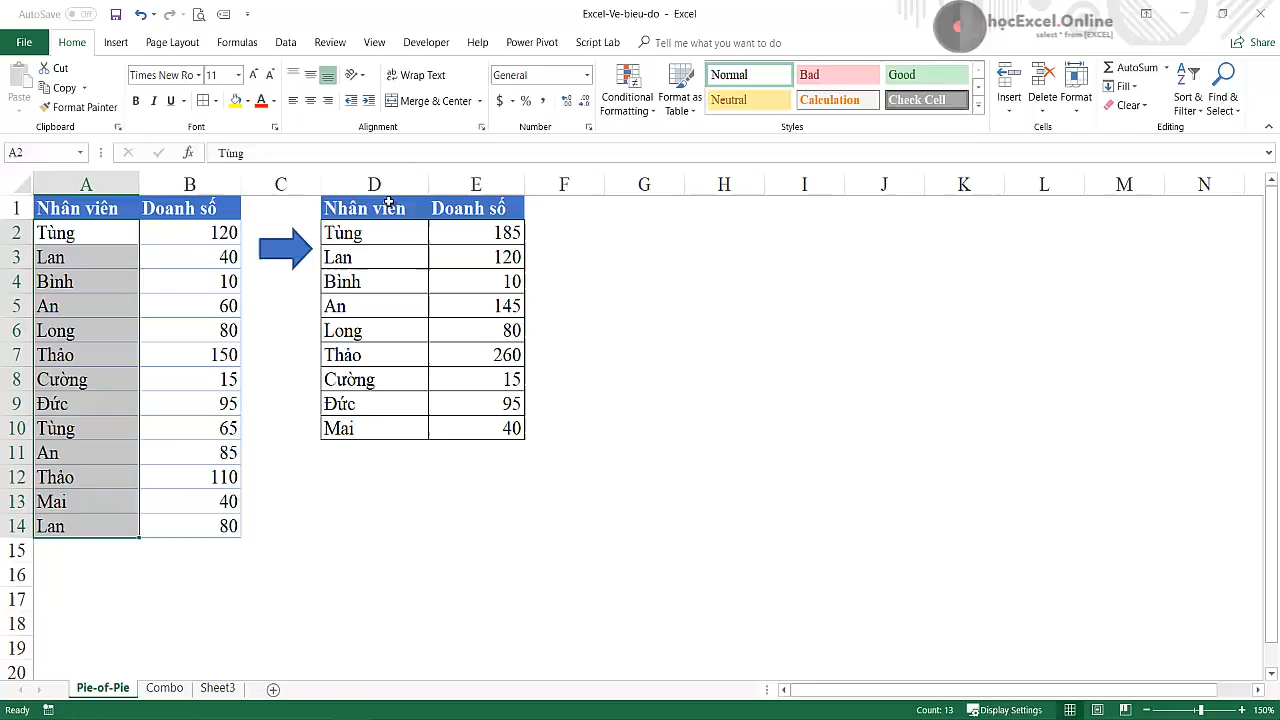 AutoSave Off
Excel-Ve-bieu-do - Excel
họcExcel.Online
select * from [EXCEL]
File Home Insert Page Layout Formulas Data Review View Developer Help Power Pivot Script Lab Tell me what you want to do Share
Paste
Cut
Copy
Format Painter
Clipboard
Times New Ro 11
B I U
Font
Wrap Text
Merge & Center
Alignment
General
$ % ,
Number
Conditional Formatting
Format as Table
Normal Bad Good
Neutral Calculation Check Cell
Styles
Insert Delete Format
Cells
AutoSum
Fill
Clear
Sort & Filter
Find & Select
Editing
A2 fx Tùng
A B C D E F G H I J K L M N
1 Nhân viên Doanh số Nhân viên Doanh số
2 Tùng 120 Tùng 185
3 Lan 40 Lan 120
4 Bình 10 Bình 10
5 An 60 An 145
6 Long 80 Long 80
7 Thảo 150 Thảo 260
8 Cường 15 Cường 15
9 Đức 95 Đức 95
10 Tùng 65 Mai 40
11 An 85
12 Thảo 110
13 Mai 40
14 Lan 80
15
16
17
18
19
20
Pie-of-Pie Combo Sheet3
Ready Count: 13 Display Settings 150%